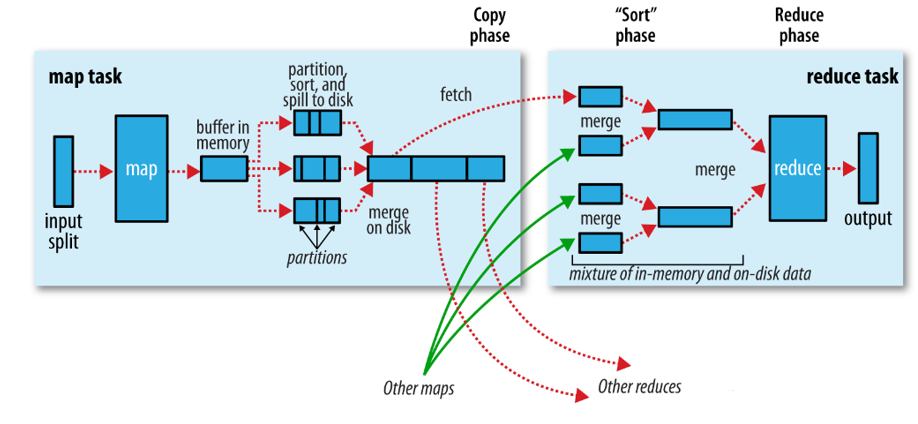 Copy
phase
“Sort”
phase
Reduce
phase
map task
reduce task
partition,
sort, and
spill to disk
fetch
buffer in
memory
merge
map
merge
reduce
input
split
merge
on disk
merge
output
partitions
mixture of in-memory and on-disk data
Other maps
Other reduces